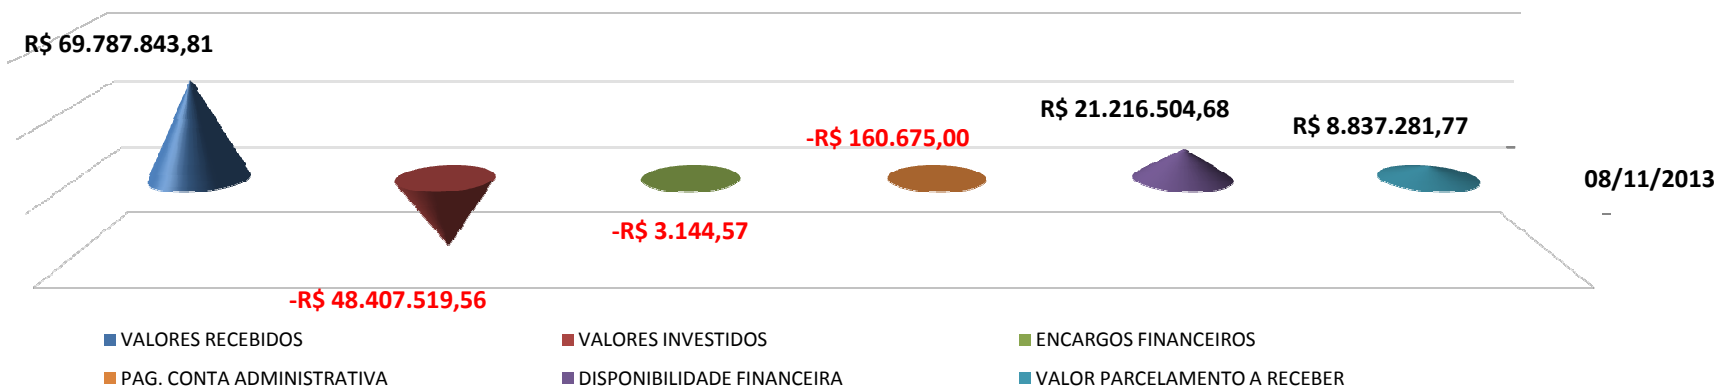 R$ 69.787.843,81
-R$ 48.407.519,56
-R$ 3.144,57
-R$ 160.675,00
R$ 21.216.504,68
R$ 8.837.281,77
08/11/2013
VALORES RECEBIDOS
VALORES INVESTIDOS
ENCARGOS FINANCEIROS
PAG. CONTA ADMINISTRATIVA
DISPONIBILIDADE FINANCEIRA
VALOR PARCELAMENTO A RECEBER